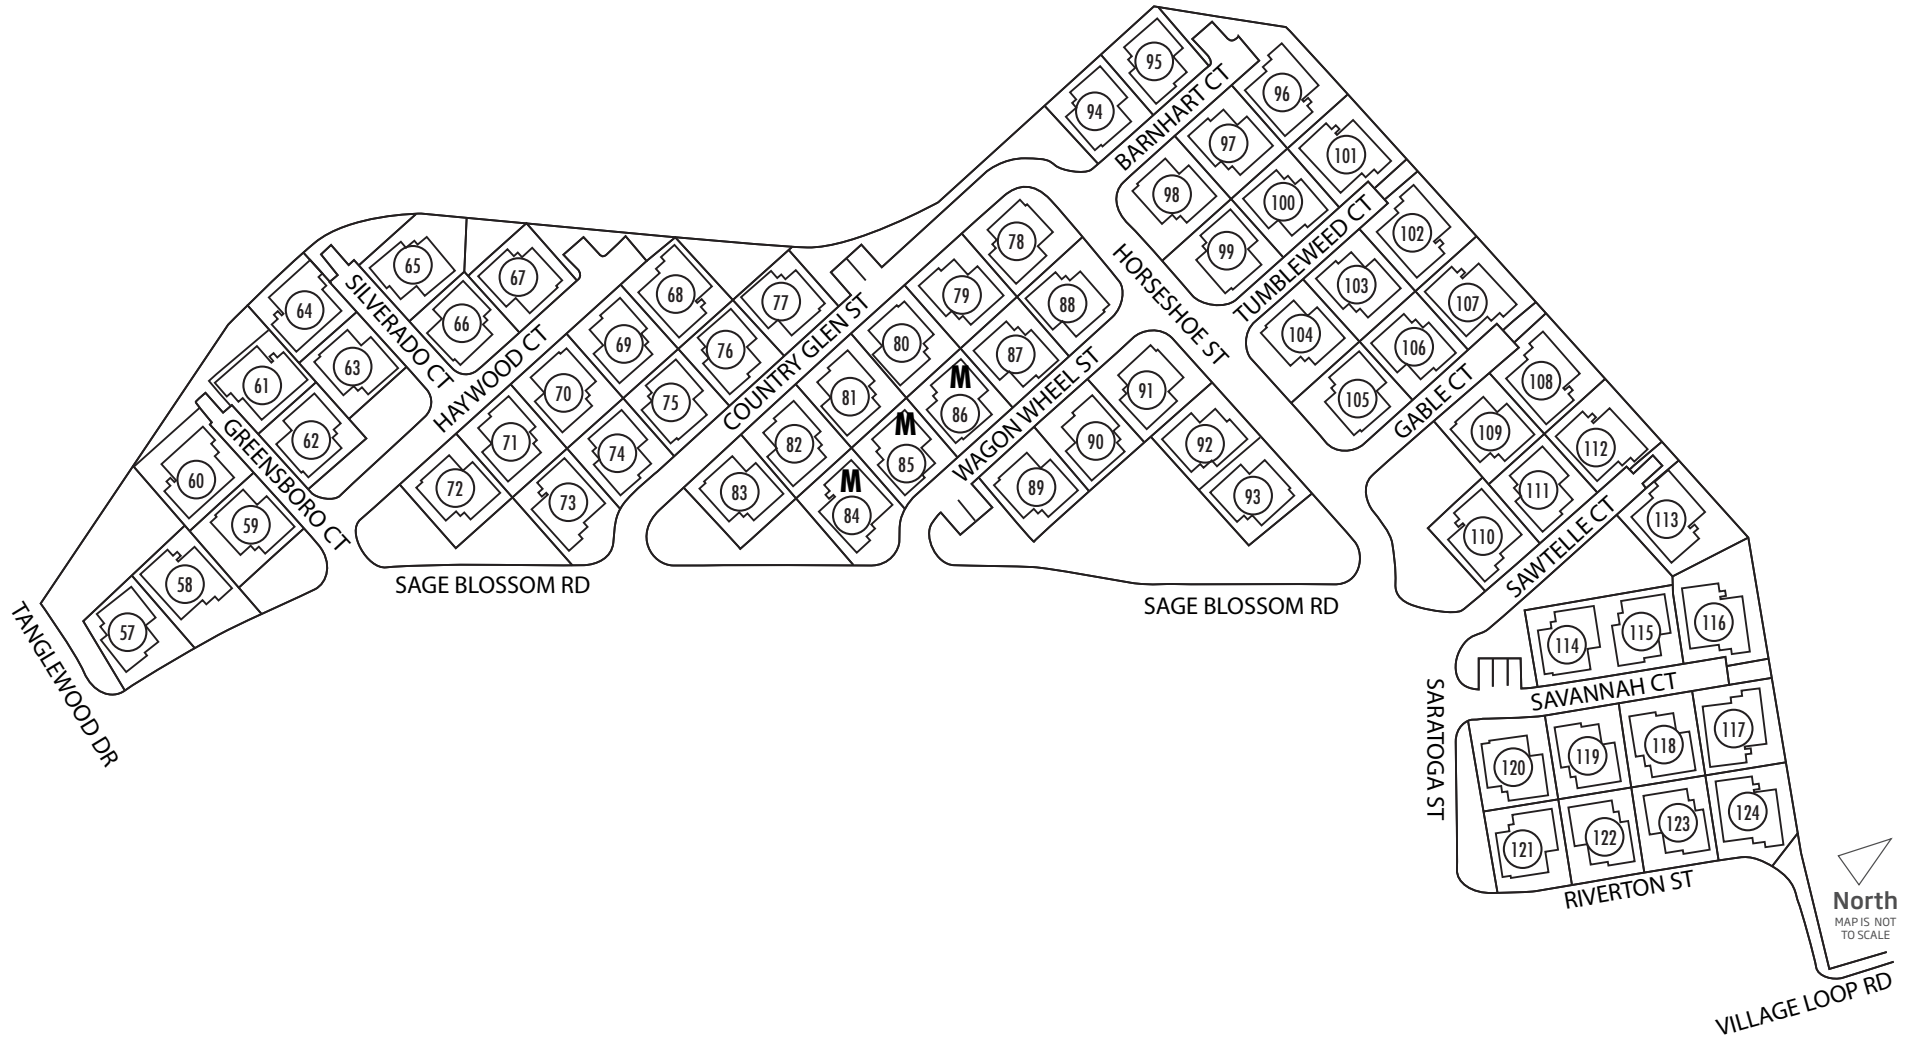 95
94
96
BARNHART CT
97
101
98
100
99
TUMBLEWEED CT
102
103
107
104
106
105
GABLE CT
108
109
112
111
110
SAWTELLE CT
113
HORSESHOE ST
78
79
88
80
87
81
M
86
82
M
85
83
M
84
WAGON WHEEL ST
91
90
92
89
93
COUNTRY GLEN ST
77
68
76
69
75
70
74
71
73
72
HAYWOOD CT
67
66
65
SILVERADO CT
64
63
61
62
GREENSBORO CT
60
59
58
57
TANGLEWOOD DR
SAGE BLOSSOM RD
SAGE BLOSSOM RD
114
115
116
SAVANNAH CT
SARATOGA ST
120
119
118
117
121
122
123
124
RIVERTON ST
North
MAP IS NOT
TO SCALE
VILLAGE LOOP RD